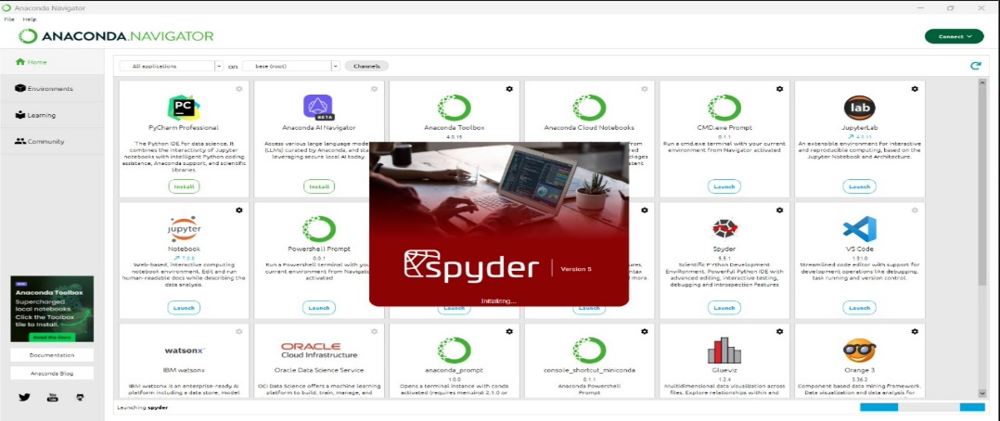 Anaconda Navigator
File Help
ANACONDA.NAVIGATOR
Connect
Home
Environments
Learning
Community
All applications
on
base (root)
Channels
PyCharm Professional
The Python IDE for data science. It
combines the interactivity of Jupyter
notebooks with intelligent Python coding
assistance, Anaconda support, and scientific
libraries.
Install
BETA
Anaconda AI Navigator
Access various large language mode
(LLMs) curated by Anaconda, and sta
leveraging secure local AI today.
Install
Anaconda Toolbox
4.0.15
Anaconda Cloud Notebooks
from
red
ckages
stent
CMD.exe Prompt
0.1.1
Run a cmd.exe terminal with your current
environment from Navigator activated
Launch
lab
JupyterLab
4.0.11
An extensible environment for interactive
and reproducible computing, based on the
Jupyter Notebook and Architecture.
Launch
jupyter
Notebook
7.0.8
Web-based, interactive computing
notebook environment. Edit and run
human-readable docs while describing the
data analysis.
Launch
Powershell Prompt
0.0.1
Run a Powershell terminal with you
current environment from Navigato
activated
Launch
spyder
Version 5
Initializing...
Launch
ures,
ntax
more.
Launch
Spyder
5.5.1
Scientific PYthon Development
EnviRonment. Powerful Python IDE with
advanced editing, interactive testing,
debugging and introspection features
Launch
VS Code
1.91.0
Streamlined code editor with support for
development operations like debugging,
task running and version control.
Launch
NEW
Anaconda Toolbox
Supercharged
local notebooks.
Click the Toolbox
tile to install.
Read the Docs
Documentation
Anaconda Blog
watsonx
IBM watsonx
IBM watsonx is an enterprise-ready AI
platform including a data store, model
ORACLE
Cloud Infrastructure
Oracle Data Science Service
OCI Data Science offers a machine learning
platform to build, train, manage, and
anaconda_prompt
1.0.0
Opens a terminal instance with conda
activated (requires menuinst 2.1.0 or
console_shortcut_miniconda
0.1.1
Anaconda Powershell
Prompt
Glueviz
1.2.4
Multidimensional data visualization across
files. Explore relationships within and
Orange 3
3.36.2
Component based data mining framework.
Data visualization and data analysis for
Launching spyder